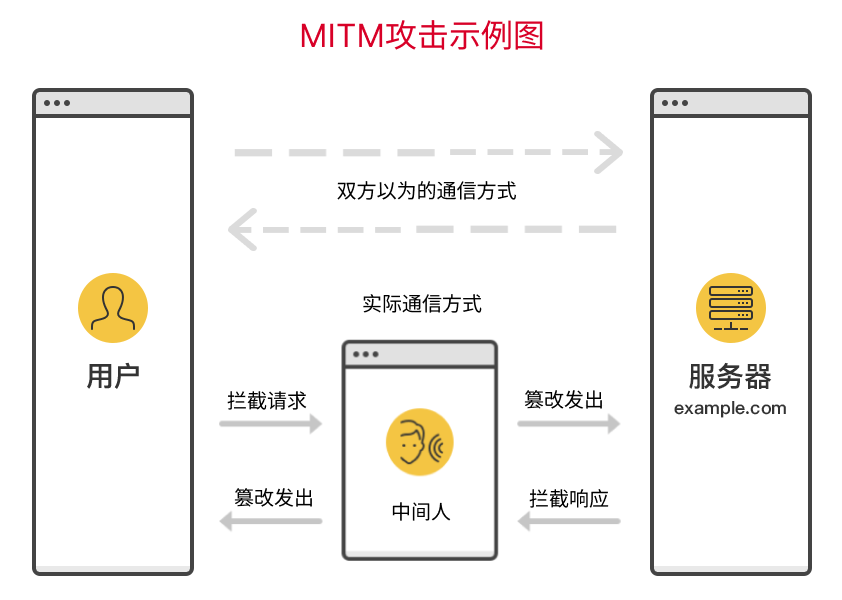 MITM攻击示例图
双方以为的通信方式
实际通信方式
用户
服务器
example.com
拦截请求
篡改发出
篡改发出
拦截响应
中间人